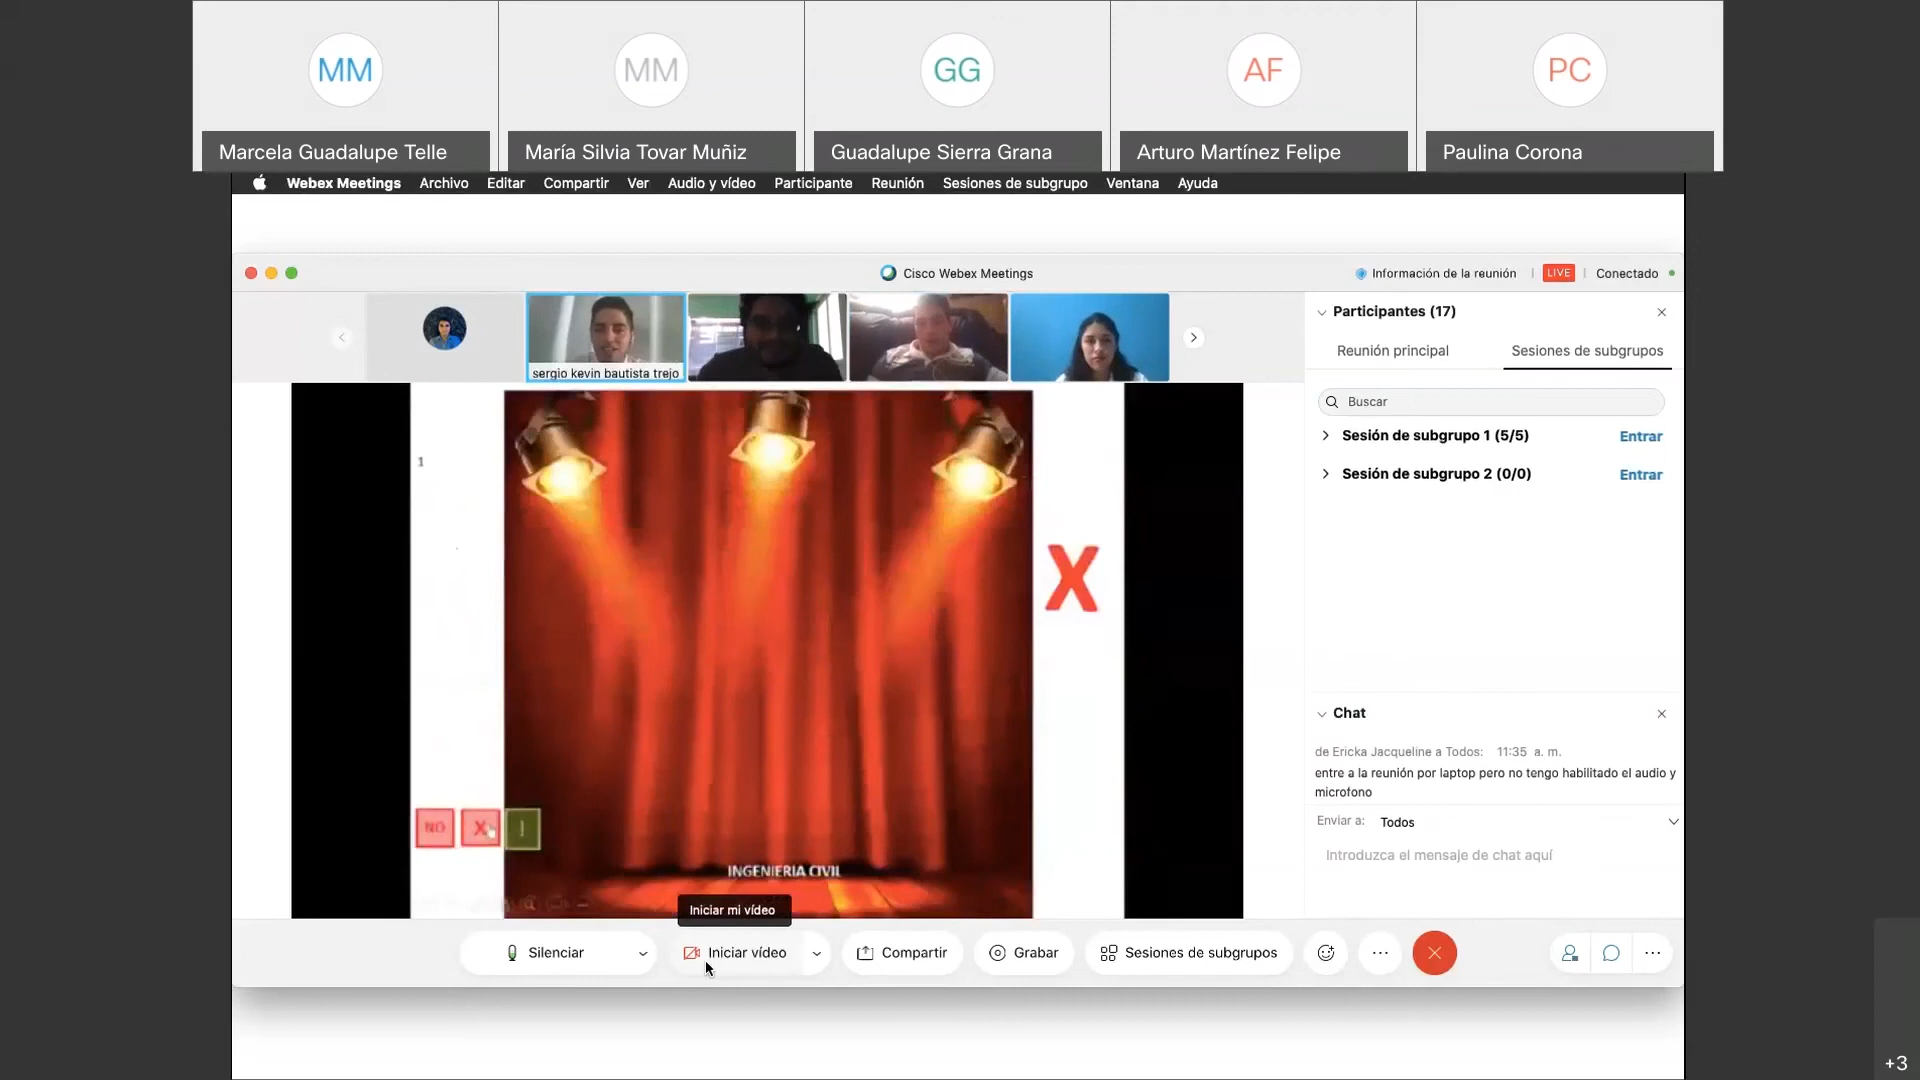 MM
MM
GG
AF
PC
Marcela Guadalupe Telle
María Silvia Tovar Muñiz
Guadalupe Sierra Grana
Arturo Martínez Felipe
Paulina Corona
Webex Meetings Archivo Editar Compartir Ver Audio y vídeo Participante Reunión Sesiones de subgrupo Ventana Ayuda
Cisco Webex Meetings
Información de la reunión
LIVE
Conectado
sergio kevin bautista trejo
Participantes (17)
Reunión principal
Sesiones de subgrupos
Buscar
Sesión de subgrupo 1 (5/5)
Entrar
Sesión de subgrupo 2 (0/0)
Entrar
1
X
NO
X
INGENIERIA CIVIL
Chat
de Ericka Jacqueline a Todos: 11:35 a. m.
entre a la reunión por laptop pero no tengo habilitado el audio y
microfono
Enviar a: Todos
Introduzca el mensaje de chat aquí
Iniciar mi vídeo
Silenciar
Iniciar vídeo
Compartir
Grabar
Sesiones de subgrupos
+3